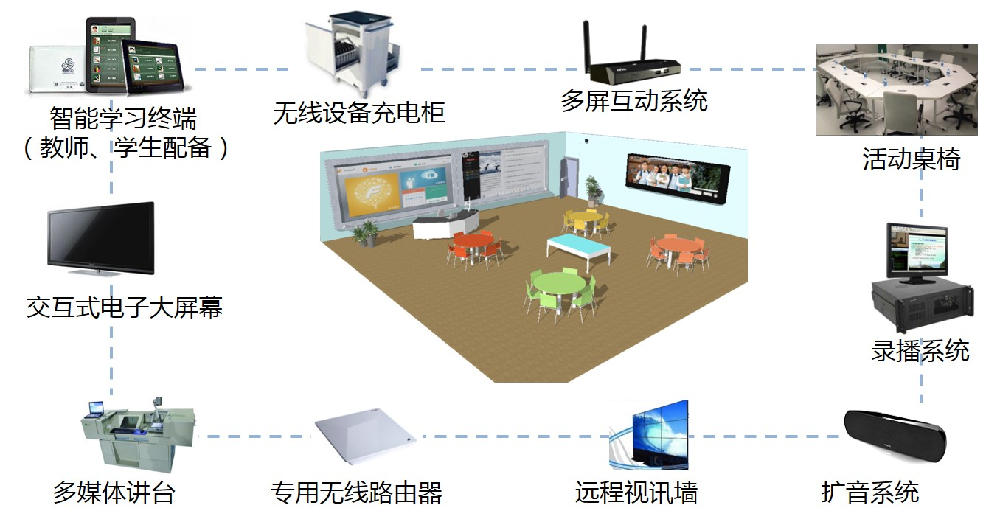 智能学习终端
（教师、学生配备）
无线设备充电柜
多屏互动系统
活动桌椅
交互式电子大屏幕
录播系统
多媒体讲台
专用无线路由器
远程视讯墙
扩音系统